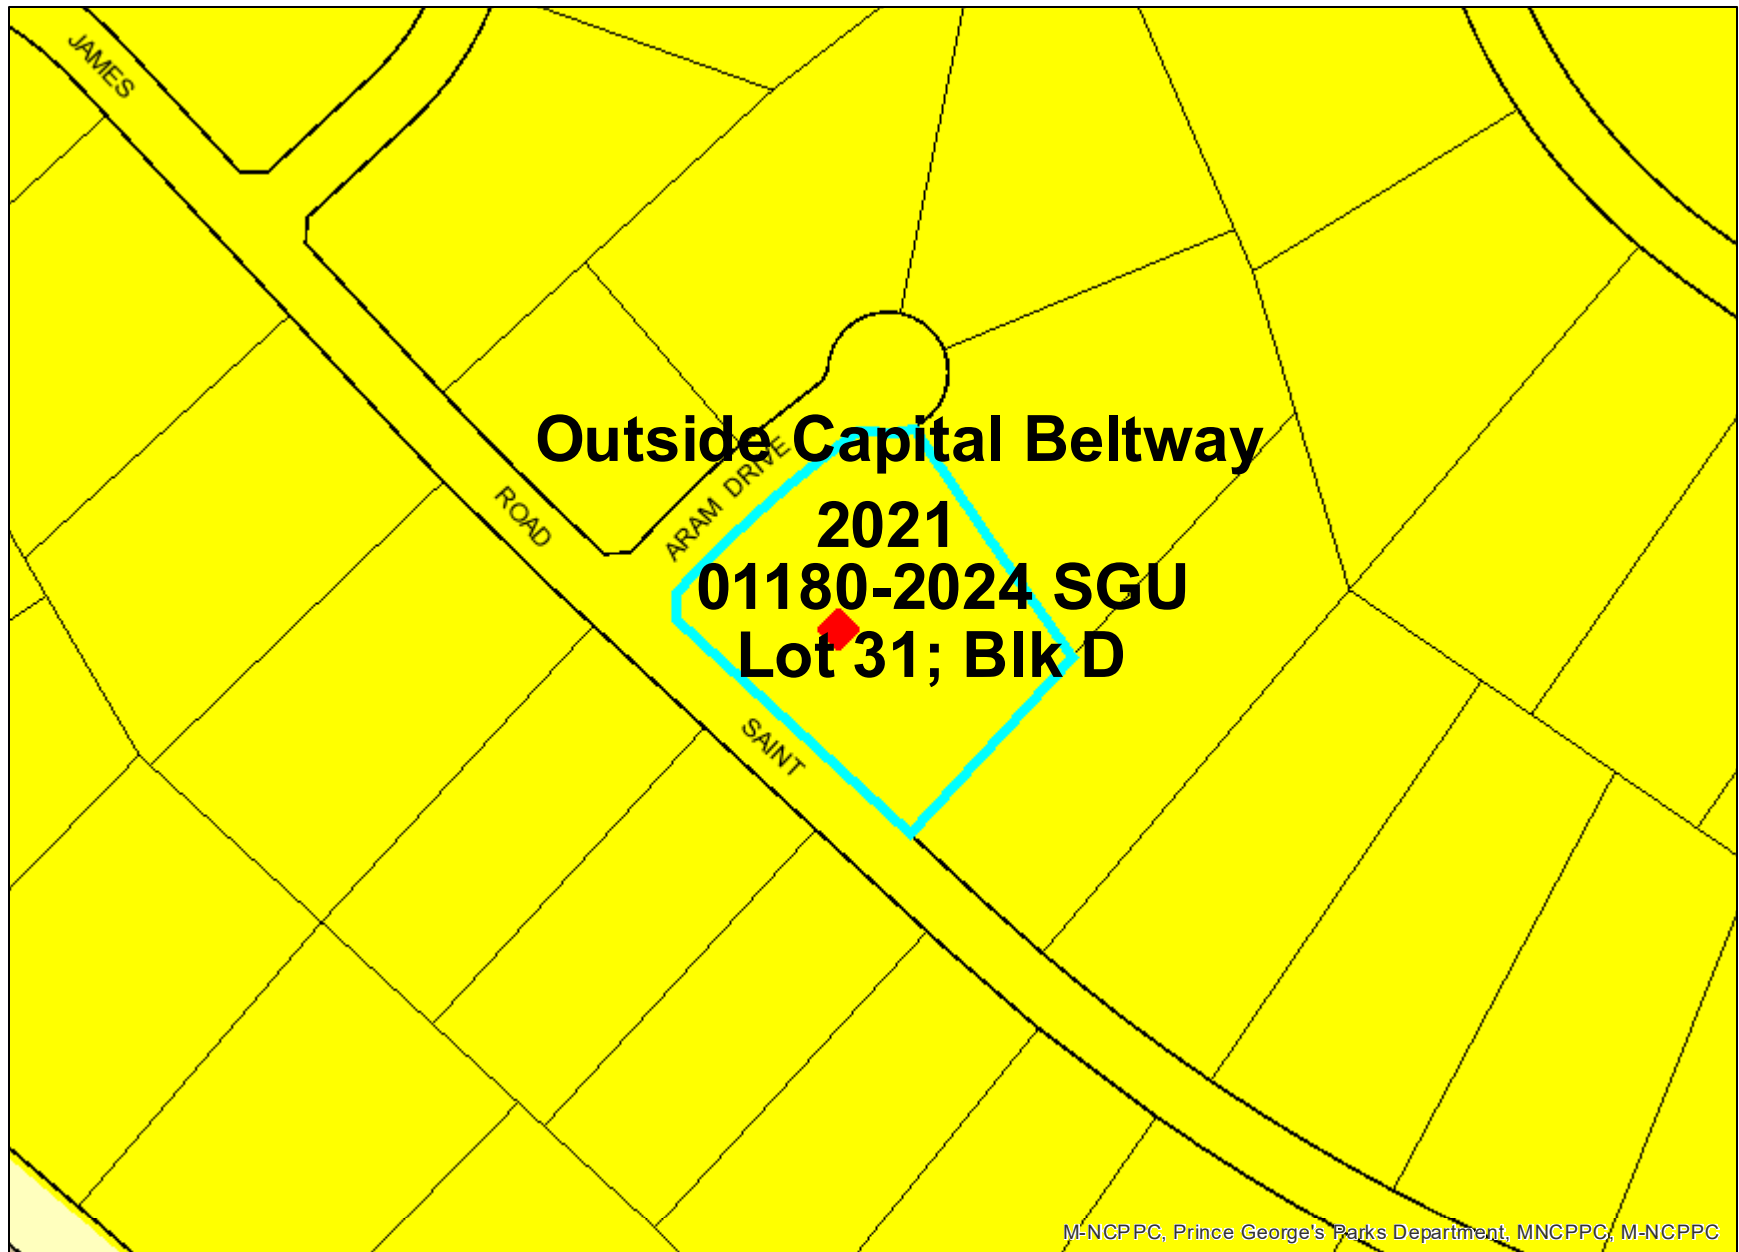 JAMES
Outside Capital Beltway
ARAM DRIVE
ROAD
2021
01180-2024 SGU
Lot 31; Blk D
SAINT
M-NCPPC, Prince George's Parks Department, MNCPPC, M-NCPPC